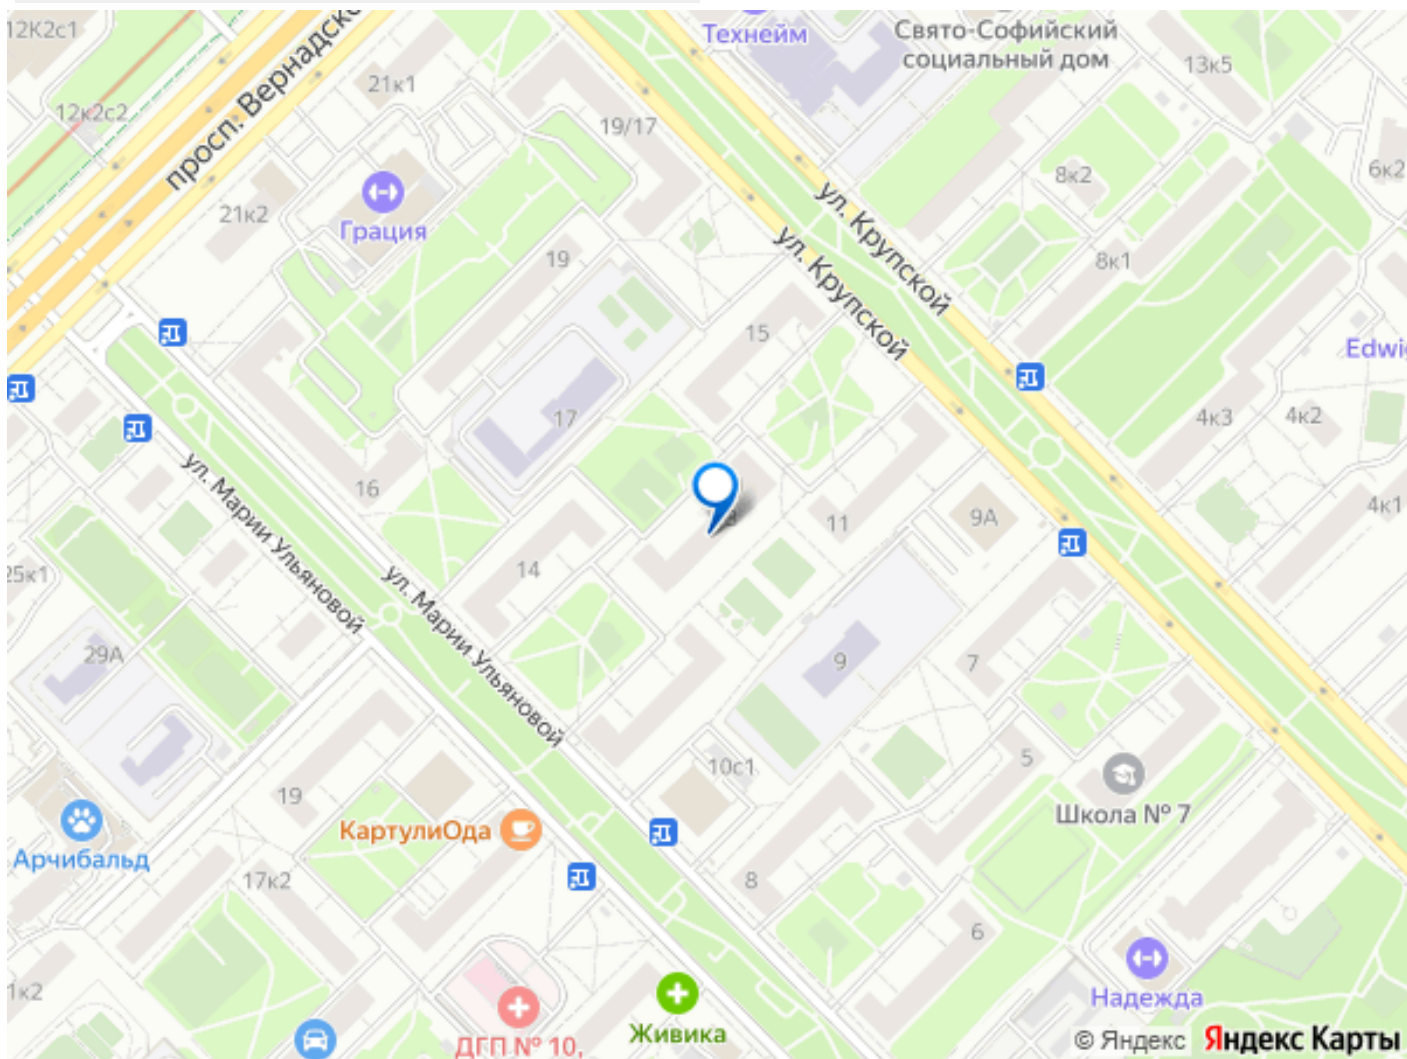 12К2с1
Технейм
Свято-Софийский
социальный дом
13к5
просп. Вернадско
21к1
12к2с2
19/17
8к2
6к2
ул. Крупской
21к2
Грация
ул. Крупской
19
8к1
15
Edwi
17
4к3
4к2
16
ул. Марии Ульяновой
11
9А
4к1
14
25к1
ул. Марии Ульяновой
29А
9
7
10с1
5
19
Школа № 7
КартулиОда
Арчибальд
17к2
8
6
1к2
Надежда
ДГП № 10,
Живика
© Яндекс Яндекс Карты